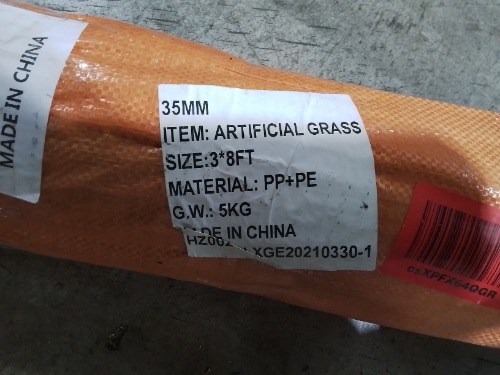 MADE IN CHINA
35MM
ITEM: ARTIFICIAL GRASS
SIZE:3*8FT
MATERIAL: PP+PE
G.W.: 5KG
DE IN CHINA
XGE20210330-1